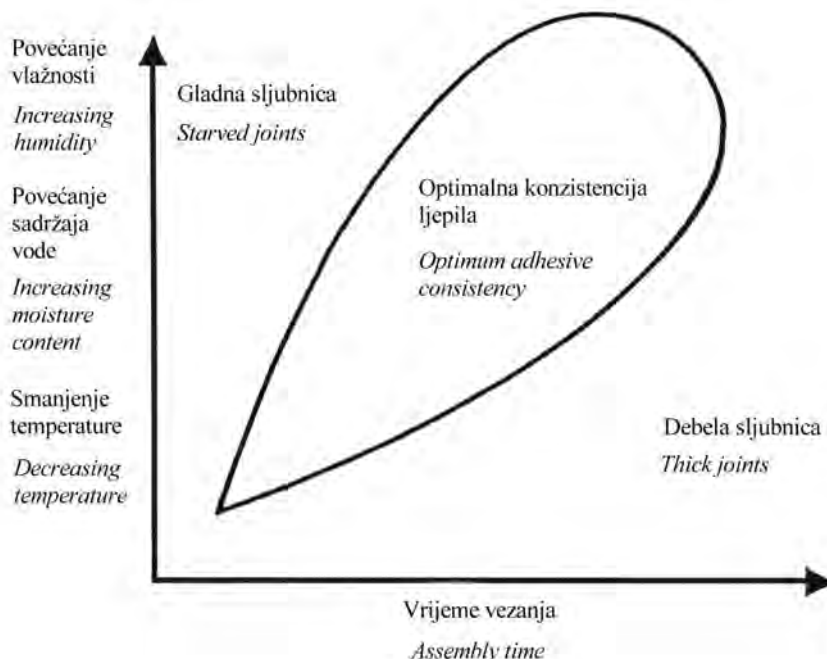 Povećanje
vlažnosti
Increasing
humidity
Povećanje
sadržaja
vode
Increasing
moisture
content
Smanjenje
temperature
Decreasing
temperature
Gladna sljubnica
Starved joints
Optimalna konzistencija
ljepila
Optimum adhesive
consistency
Debela sljubnica
Thick joints
Vrijeme vezanja
Assembly time